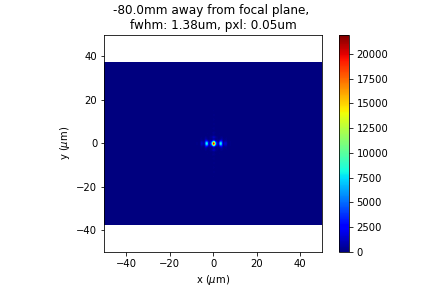 -80.0mm away from focal plane,
fwhm: 1.38um, pxl: 0.05um
40
20
0
−20
−40
y (μm)
−40 −20 0 20 40
x (μm)
20000
17500
15000
12500
10000
7500
5000
2500
0